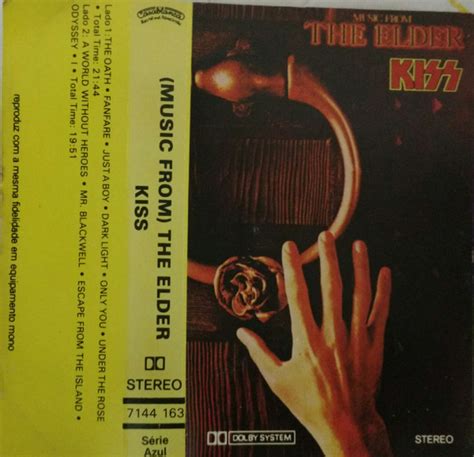 Lado 1: THE OATH • FANFARE • JUST A BOY • DARK LIGHT • ONLY YOU • UNDER THE ROSE
• Total Time: 21:44
Lado 2: A WORLD WITHOUT HEROES • MR. BLACKWELL • ESCAPE FROM THE ISLAND •
ODYSSEY • I • Total Time: 19:51
reproduz com a mesma fidelidade em equipamento mono
Casablanca
(MUSIC FROM) THE ELDER
KISS
STEREO
7144 163
Série
Azul
MUSIC FROM
THE ELDER
KISS
DOLBY SYSTEM
STEREO